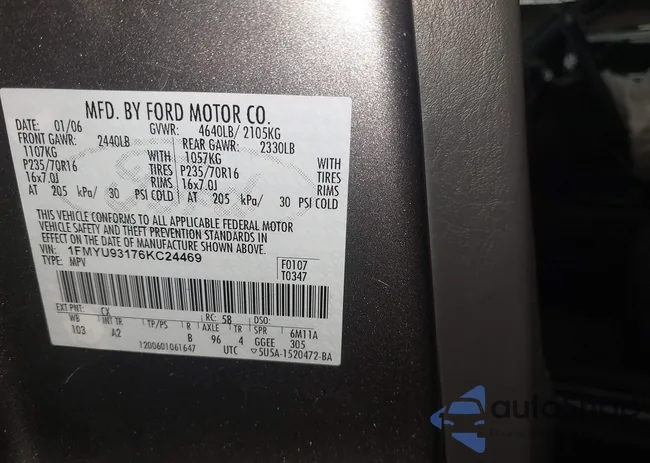 MFD. BY FORD MOTOR CO.
DATE: 01/06 GVWR: 4640LB/ 2105KG
FRONT GAWR: 2440LB REAR GAWR: 2330LB
1107KG WITH 1057KG WITH
P235/70R16 TIRES P235/70R16 TIRES
16x7.0J RIMS 16x7.0J RIMS
AT 205 kPa/ 30 PSI COLD AT 205 kPa/ 30 PSI COLD
THIS VEHICLE CONFORMS TO ALL APPLICABLE FEDERAL MOTOR
VEHICLE SAFETY AND THEFT PREVENTION STANDARDS IN
EFFECT ON THE DATE OF MANUFACTURE SHOWN ABOVE.
VIN: 1FMYU93176KC24469
TYPE: MPV
F0107
T0347
EXT PNT: CX RC: 58 DSO:
WB INT TR TP/PS R AXLE TR SPR 6M11A
103 A2 B 96 4 GGEE 305
1200601061647 UTC ▽5U5A-1520472-BA